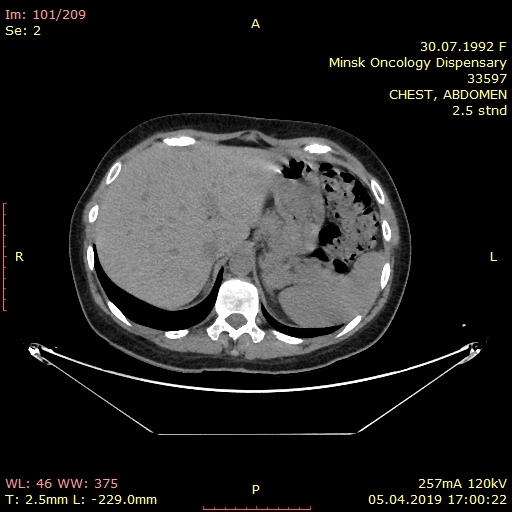 Im: 101/209
Se: 2
A
30.07.1992 F
Minsk Oncology Dispensary
33597
CHEST, ABDOMEN
2.5 stnd
R
L
WL: 46 WW: 375
T: 2.5mm L: -229.0mm
P
257mA 120kV
05.04.2019 17:00:22